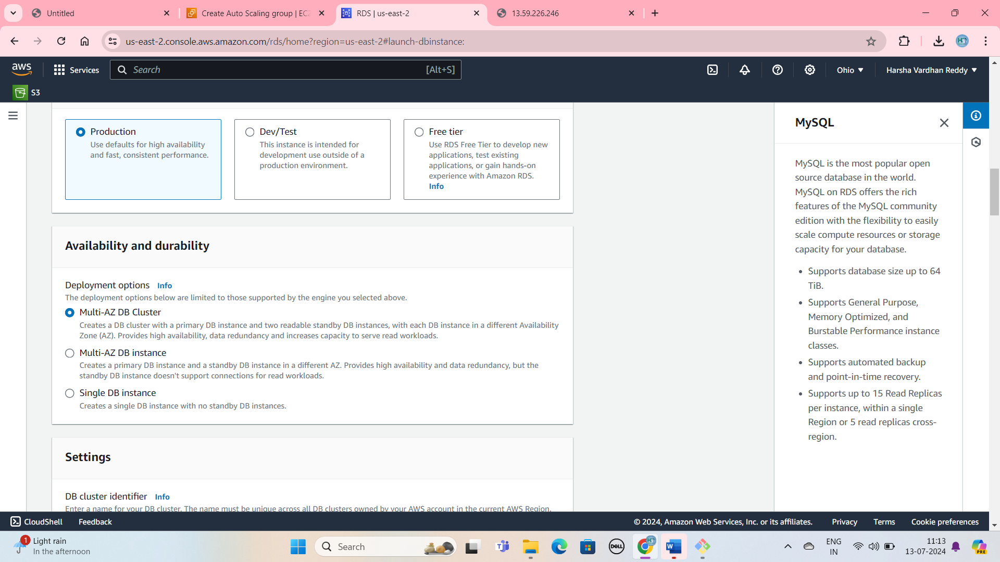 Untitled
Create Auto Scaling group | EC2
RDS | us-east-2
13.59.226.246
us-east-2.console.aws.amazon.com/rds/home?region=us-east-2#launch-dbinstance:
aws
Services
Search
[Alt+S]
Ohio
Harsha Vardhan Reddy
S3
Production
Use defaults for high availability
and fast, consistent performance.
Dev/Test
This instance is intended for
development use outside of a
production environment.
Free tier
Use RDS Free Tier to develop new
applications, test existing
applications, or gain hands-on
experience with Amazon RDS.
Info
Availability and durability
Deployment options Info
The deployment options below are limited to those supported by the engine you selected above.
Multi-AZ DB Cluster
Creates a DB cluster with a primary DB instance and two readable standby DB instances, with each DB instance in a different Availability
Zone (AZ). Provides high availability, data redundancy and increases capacity to serve read workloads.
Multi-AZ DB instance
Creates a primary DB instance and a standby DB instance in a different AZ. Provides high availability and data redundancy, but the
standby DB instance doesn't support connections for read workloads.
Single DB instance
Creates a single DB instance with no standby DB instances.
Settings
DB cluster identifier Info
Enter a name for your DB cluster. The name must be unique across all DB clusters owned by your AWS account in the current AWS Region.
MySQL
MySQL is the most popular open
source database in the world.
MySQL on RDS offers the rich
features of the MySQL community
edition with the flexibility to easily
scale compute resources or storage
capacity for your database.
• Supports database size up to 64
TiB.
• Supports General Purpose,
Memory Optimized, and
Burstable Performance instance
classes.
• Supports automated backup
and point-in-time recovery.
• Supports up to 15 Read Replicas
per instance, within a single
Region or 5 read replicas cross-
region.
CloudShell
Feedback
© 2024, Amazon Web Services, Inc. or its affiliates.
Privacy
Terms
Cookie preferences
1
Light rain
In the afternoon
Search
DELL
W
ENG
IN
11:13
13-07-2024
PRE